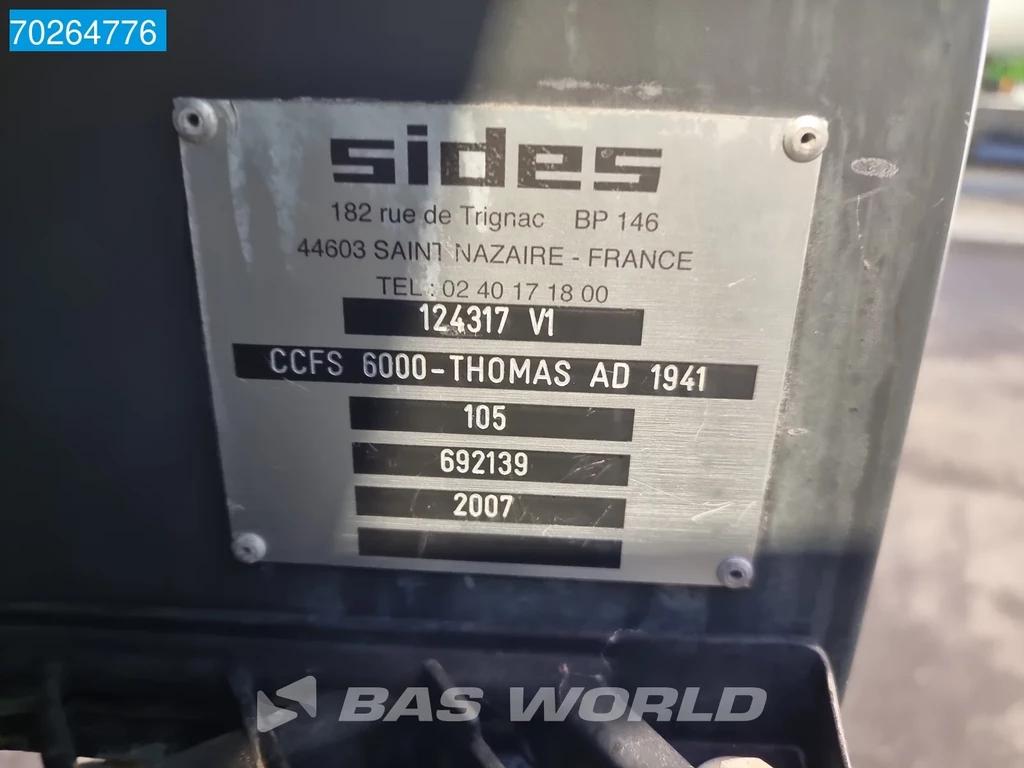 70264776
sides
182 rue de Trignac BP 146
44603 SAINT NAZAIRE - FRANCE
TEL : 02 40 17 18 00
124317 V1
CCFS 6000-THOMAS AD 1941
105
692139
2007
BAS WORLD